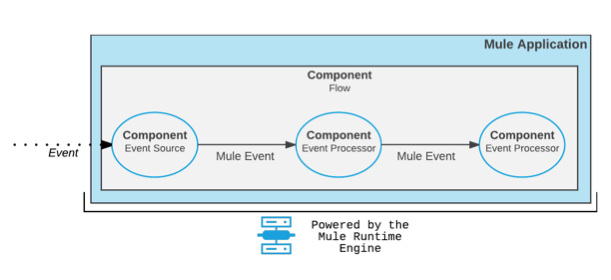 Mule Application
Component
Flow
Component
Event Source
Component
Event Processor
Component
Event Processor
Event
Mule Event
Mule Event
Powered by the
Mule Runtime
Engine